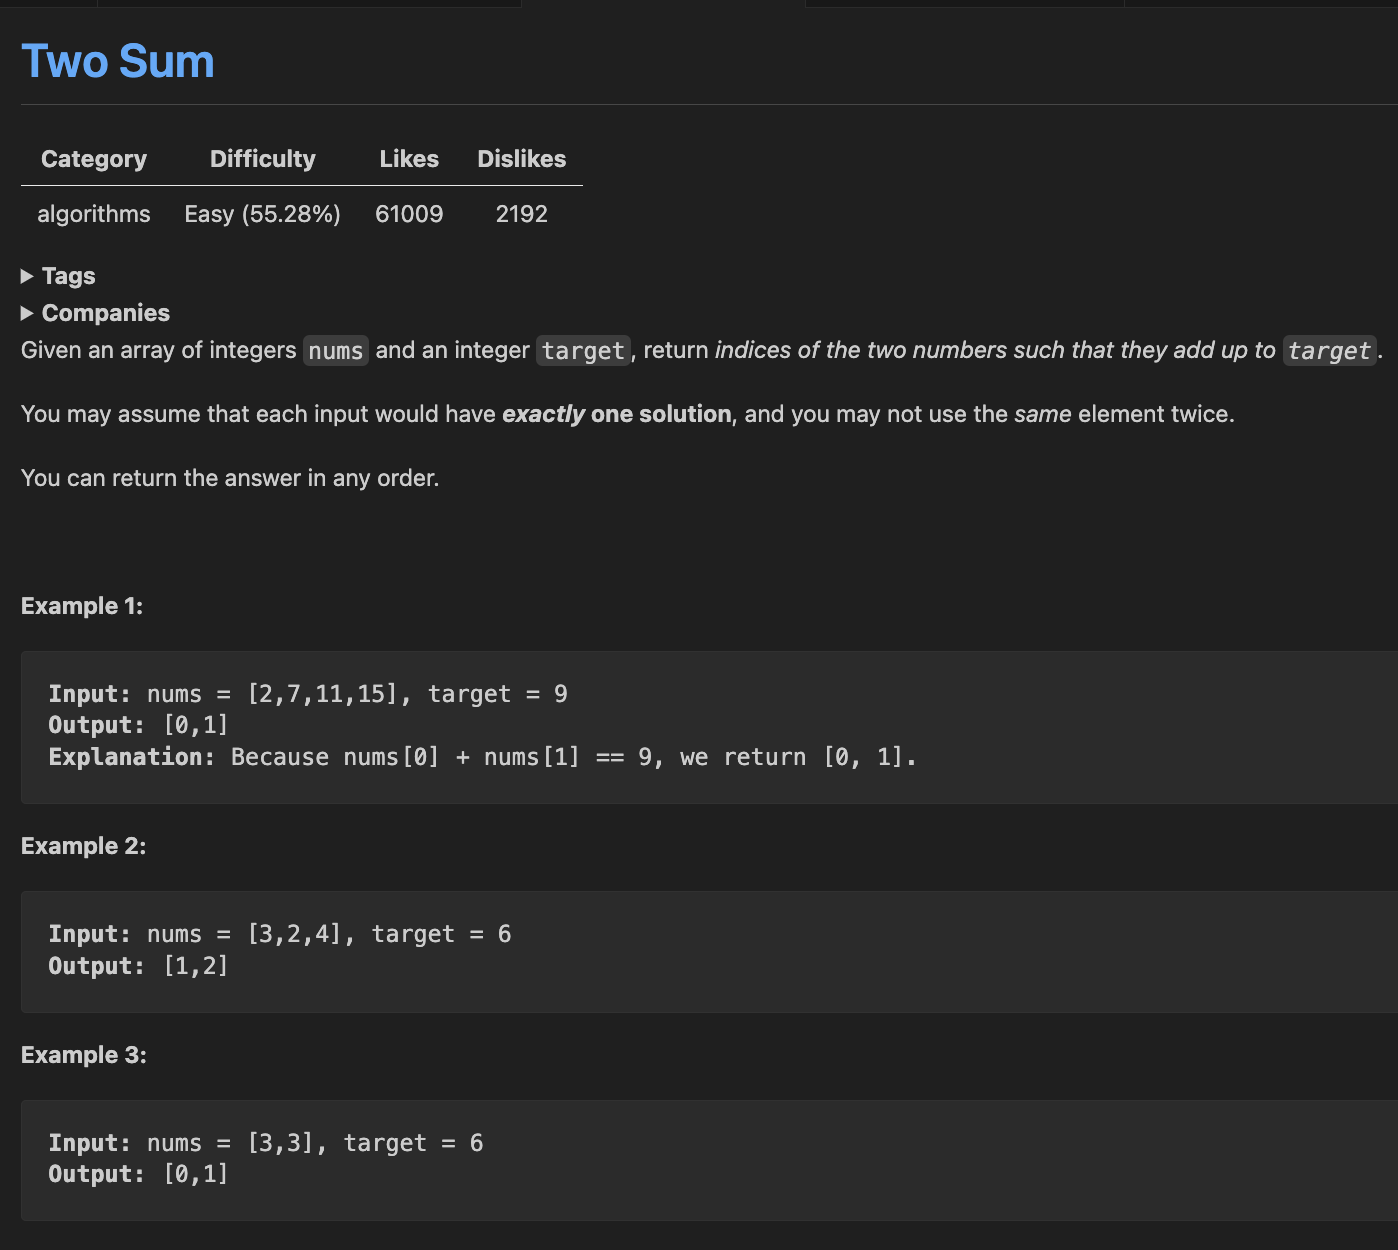 Two Sum
Category Difficulty Likes Dislikes
algorithms Easy (55.28%) 61009 2192
▶ Tags
▶ Companies
Given an array of integers nums and an integer target, return indices of the two numbers such that they add up to target.
You may assume that each input would have exactly one solution, and you may not use the same element twice.
You can return the answer in any order.
Example 1:
Input: nums = [2,7,11,15], target = 9
Output: [0,1]
Explanation: Because nums[0] + nums[1] == 9, we return [0, 1].
Example 2:
Input: nums = [3,2,4], target = 6
Output: [1,2]
Example 3:
Input: nums = [3,3], target = 6
Output: [0,1]